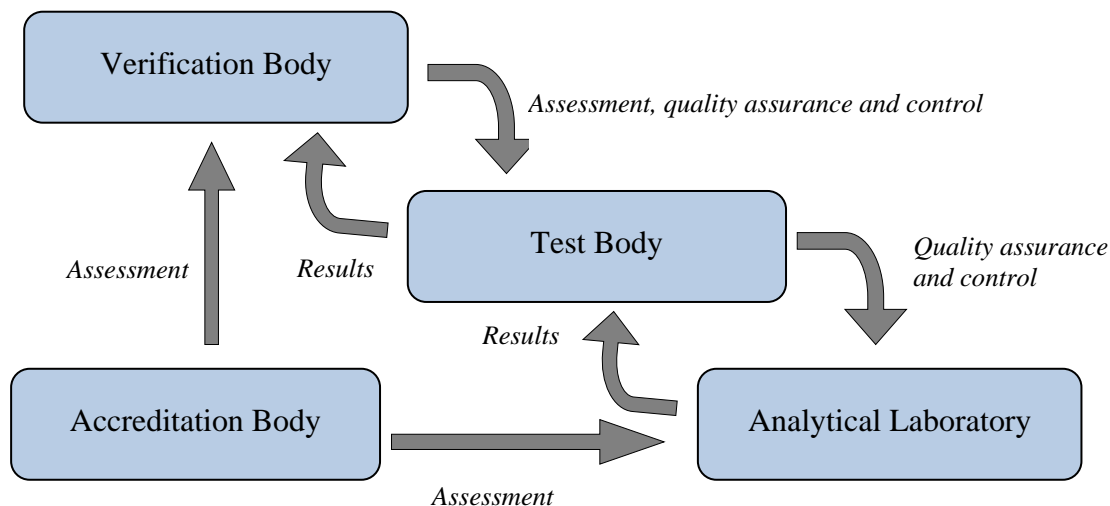 Verification Body
Assessment, quality assurance and control
Test Body
Quality assurance
and control
Assessment
Results
Results
Accreditation Body
Analytical Laboratory
Assessment